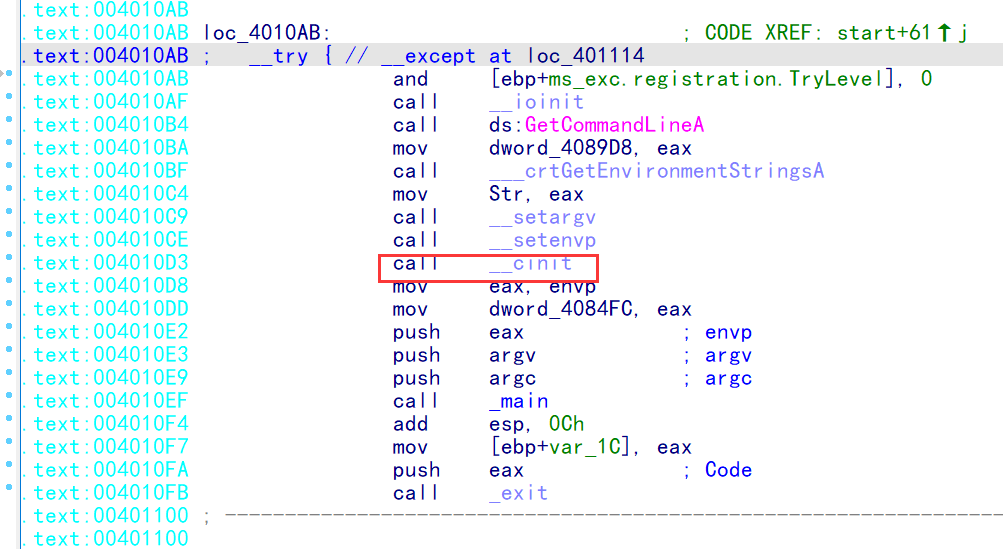 .text:004010AB
.text:004010AB loc_4010AB: ; CODE XREF: start+61↑j
.text:004010AB ; __try { // __except at loc_401114
.text:004010AB and [ebp+ms_exc.registration.TryLevel], 0
.text:004010AF call __ioinit
.text:004010B4 call ds:GetCommandLineA
.text:004010BA mov dword_4089D8, eax
.text:004010BF call ___crtGetEnvironmentStringsA
.text:004010C4 mov Str, eax
.text:004010C9 call __setargv
.text:004010CE call __setenvp
.text:004010D3 call __cinit
.text:004010D8 mov eax, envp
.text:004010DD mov dword_4084FC, eax
.text:004010E2 push eax ; envp
.text:004010E3 push argv ; argv
.text:004010E9 push argc ; argc
.text:004010EF call _main
.text:004010F4 add esp, 0Ch
.text:004010F7 mov [ebp+var_1C], eax
.text:004010FA push eax ; Code
.text:004010FB call _exit
.text:00401100 ; ---------------------------------------------------------------
.text:00401100